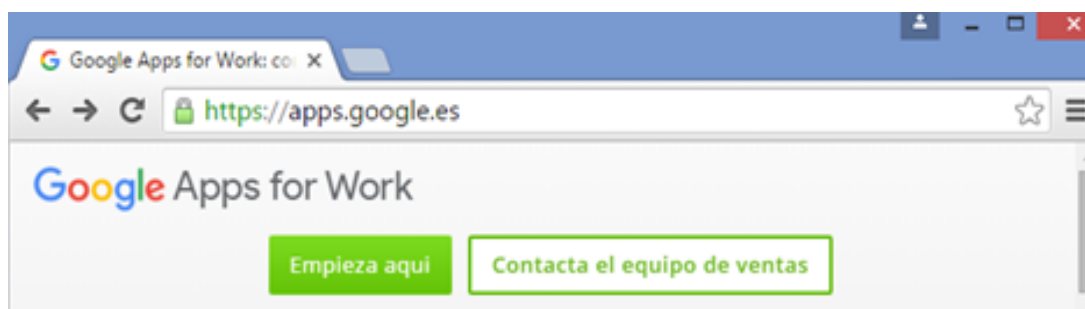 Google Apps for Work: co
https://apps.google.es
Google Apps for Work
Empieza aqui
Contacta el equipo de ventas